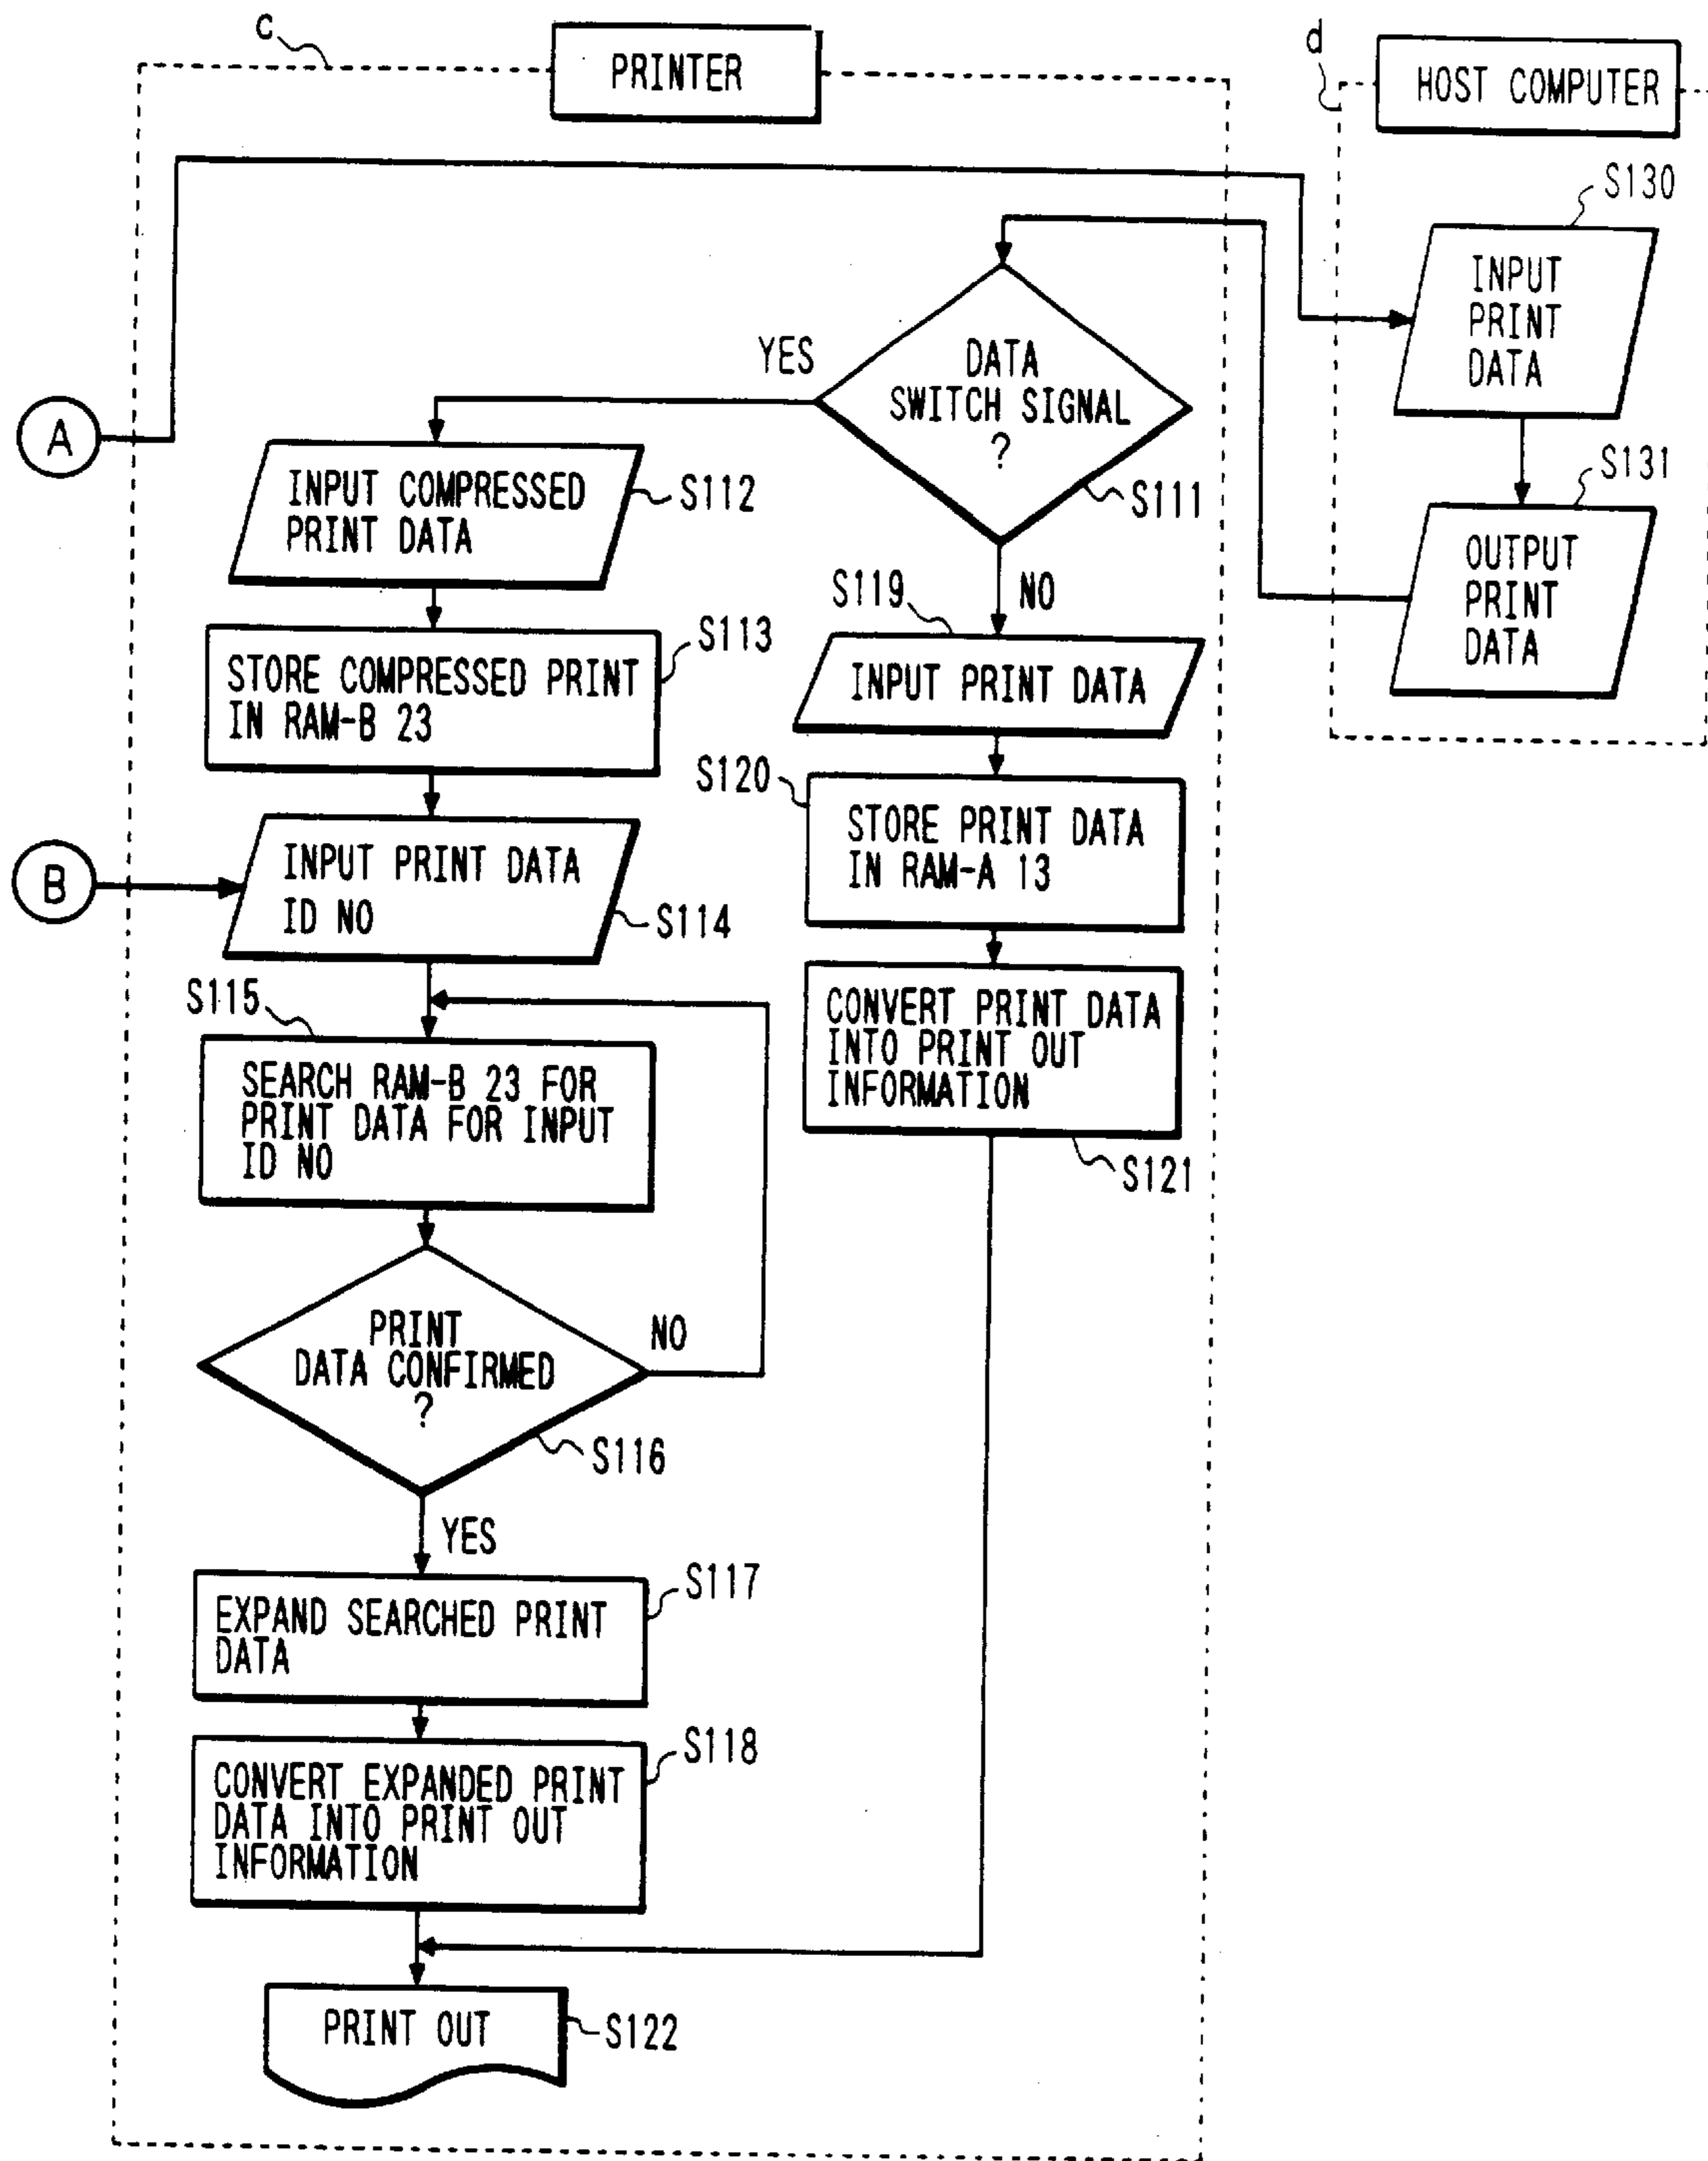 c
PRINTER
d
HOST COMPUTER
S130
INPUT
PRINT
DATA
S131
OUTPUT
PRINT
DATA
DATA
SWITCH SIGNAL
?
S111
YES
NO
A
INPUT COMPRESSED
PRINT DATA
S112
STORE COMPRESSED PRINT
IN RAM-B 23
S113
B
INPUT PRINT DATA
ID NO
S114
S115
SEARCH RAM-B 23 FOR
PRINT DATA FOR INPUT
ID NO
PRINT
DATA CONFIRMED
?
NO
S116
YES
EXPAND SEARCHED PRINT
DATA
S117
CONVERT EXPANDED PRINT
DATA INTO PRINT OUT
INFORMATION
S118
S119
INPUT PRINT DATA
S120
STORE PRINT DATA
IN RAM-A 13
CONVERT PRINT DATA
INTO PRINT OUT
INFORMATION
S121
PRINT OUT
S122